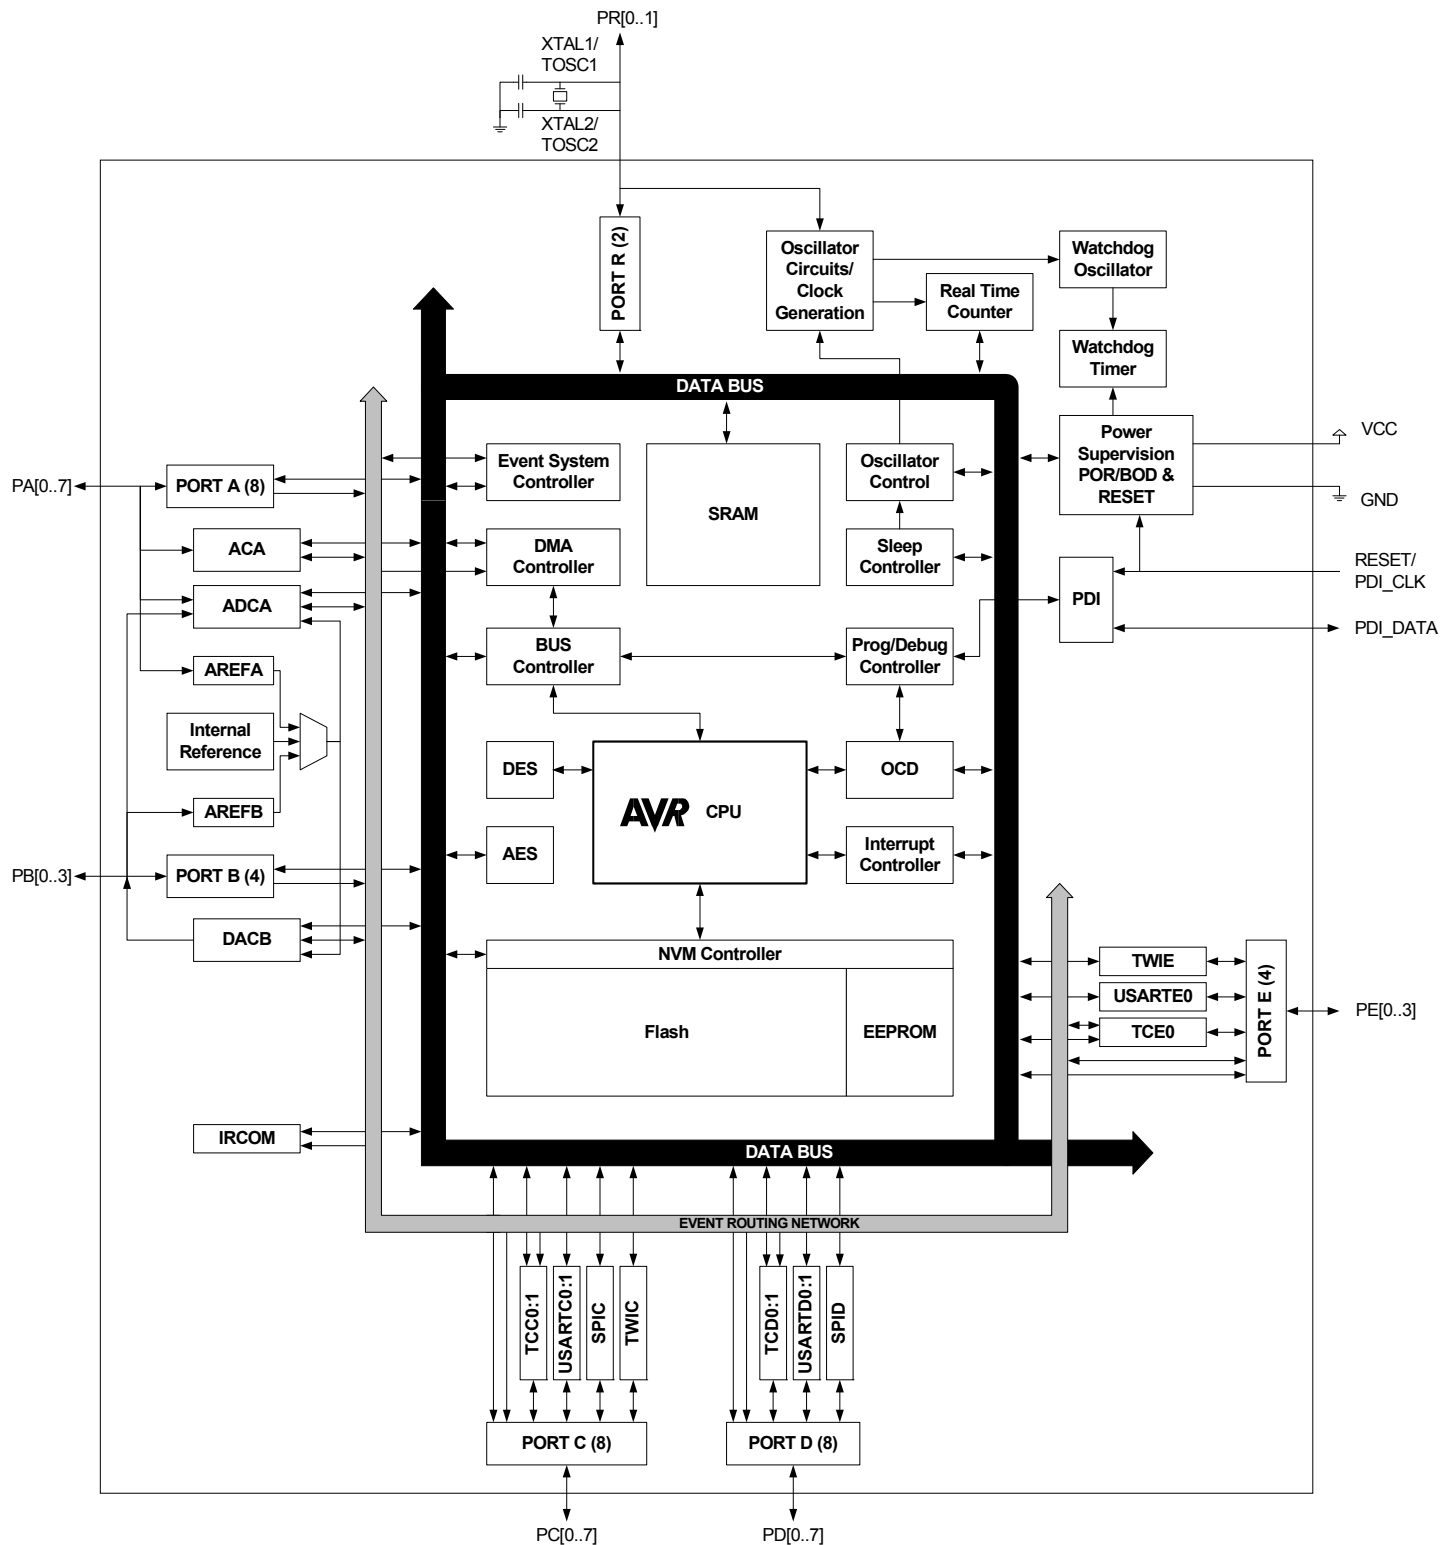 PR[0..1]
XTAL1/
TOSC1
XTAL2/
TOSC2
PORT R (2)
Oscillator
Circuits/
Clock
Generation
Real Time
Counter
Watchdog
Oscillator
Watchdog
Timer
DATA BUS
Power
Supervision
POR/BOD &
RESET
VCC
GND
RESET/
PDI_CLK
PDI_DATA
PDI
PA[0..7]
PORT A (8)
ACA
ADCA
AREFA
Internal
Reference
AREFB
PB[0..3]
PORT B (4)
DACB
IRCOM
Event System
Controller
DMA
Controller
BUS
Controller
SRAM
Oscillator
Control
Sleep
Controller
Prog/Debug
Controller
DES
AES
AVR CPU
OCD
Interrupt
Controller
NVM Controller
Flash
EEPROM
TWIE
USARTE0
TCE0
PORT E (4)
PE[0..3]
DATA BUS
EVENT ROUTING NETWORK
TCC0:1
USARTC0:1
SPIC
TWIC
TCD0:1
USARTD0:1
SPID
PORT C (8)
PORT D (8)
PC[0..7]
PD[0..7]